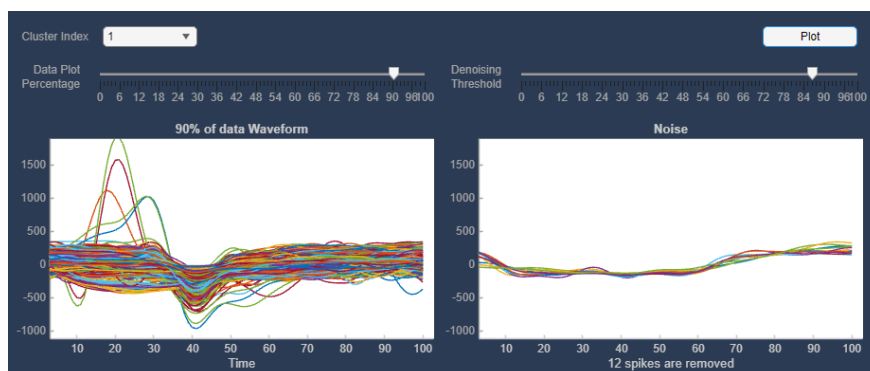 Cluster Index 1 Plot
Data Plot Percentage
0 6 12 18 24 30 36 42 48 54 60 66 72 78 84 90 96100
Denoising Threshold
0 6 12 18 24 30 36 42 48 54 60 66 72 78 84 90 96100
90% of data Waveform
1500
1000
500
0
-500
-1000
10 20 30 40 50 60 70 80 90 100
Time
Noise
1500
1000
500
0
-500
-1000
10 20 30 40 50 60 70 80 90 100
12 spikes are removed